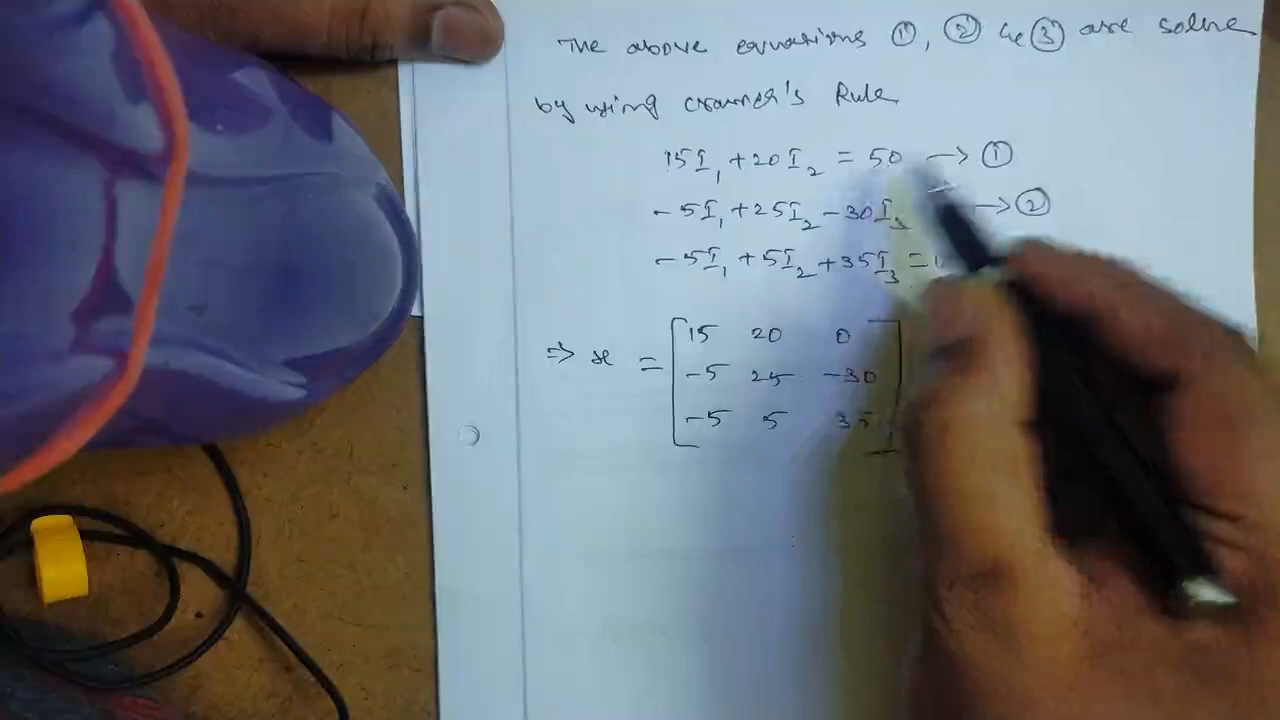 The above equations ①, ② & ③ are solve
by using cramer's Rule
15I₁ + 20I₂ = 50 → ①
-5I₁ + 25I₂ - 30I₃ → ②
-5I₁ + 5I₂ + 35I₃ =
⇒ x = [15 20 0
-5 25 -30
-5 5 35]